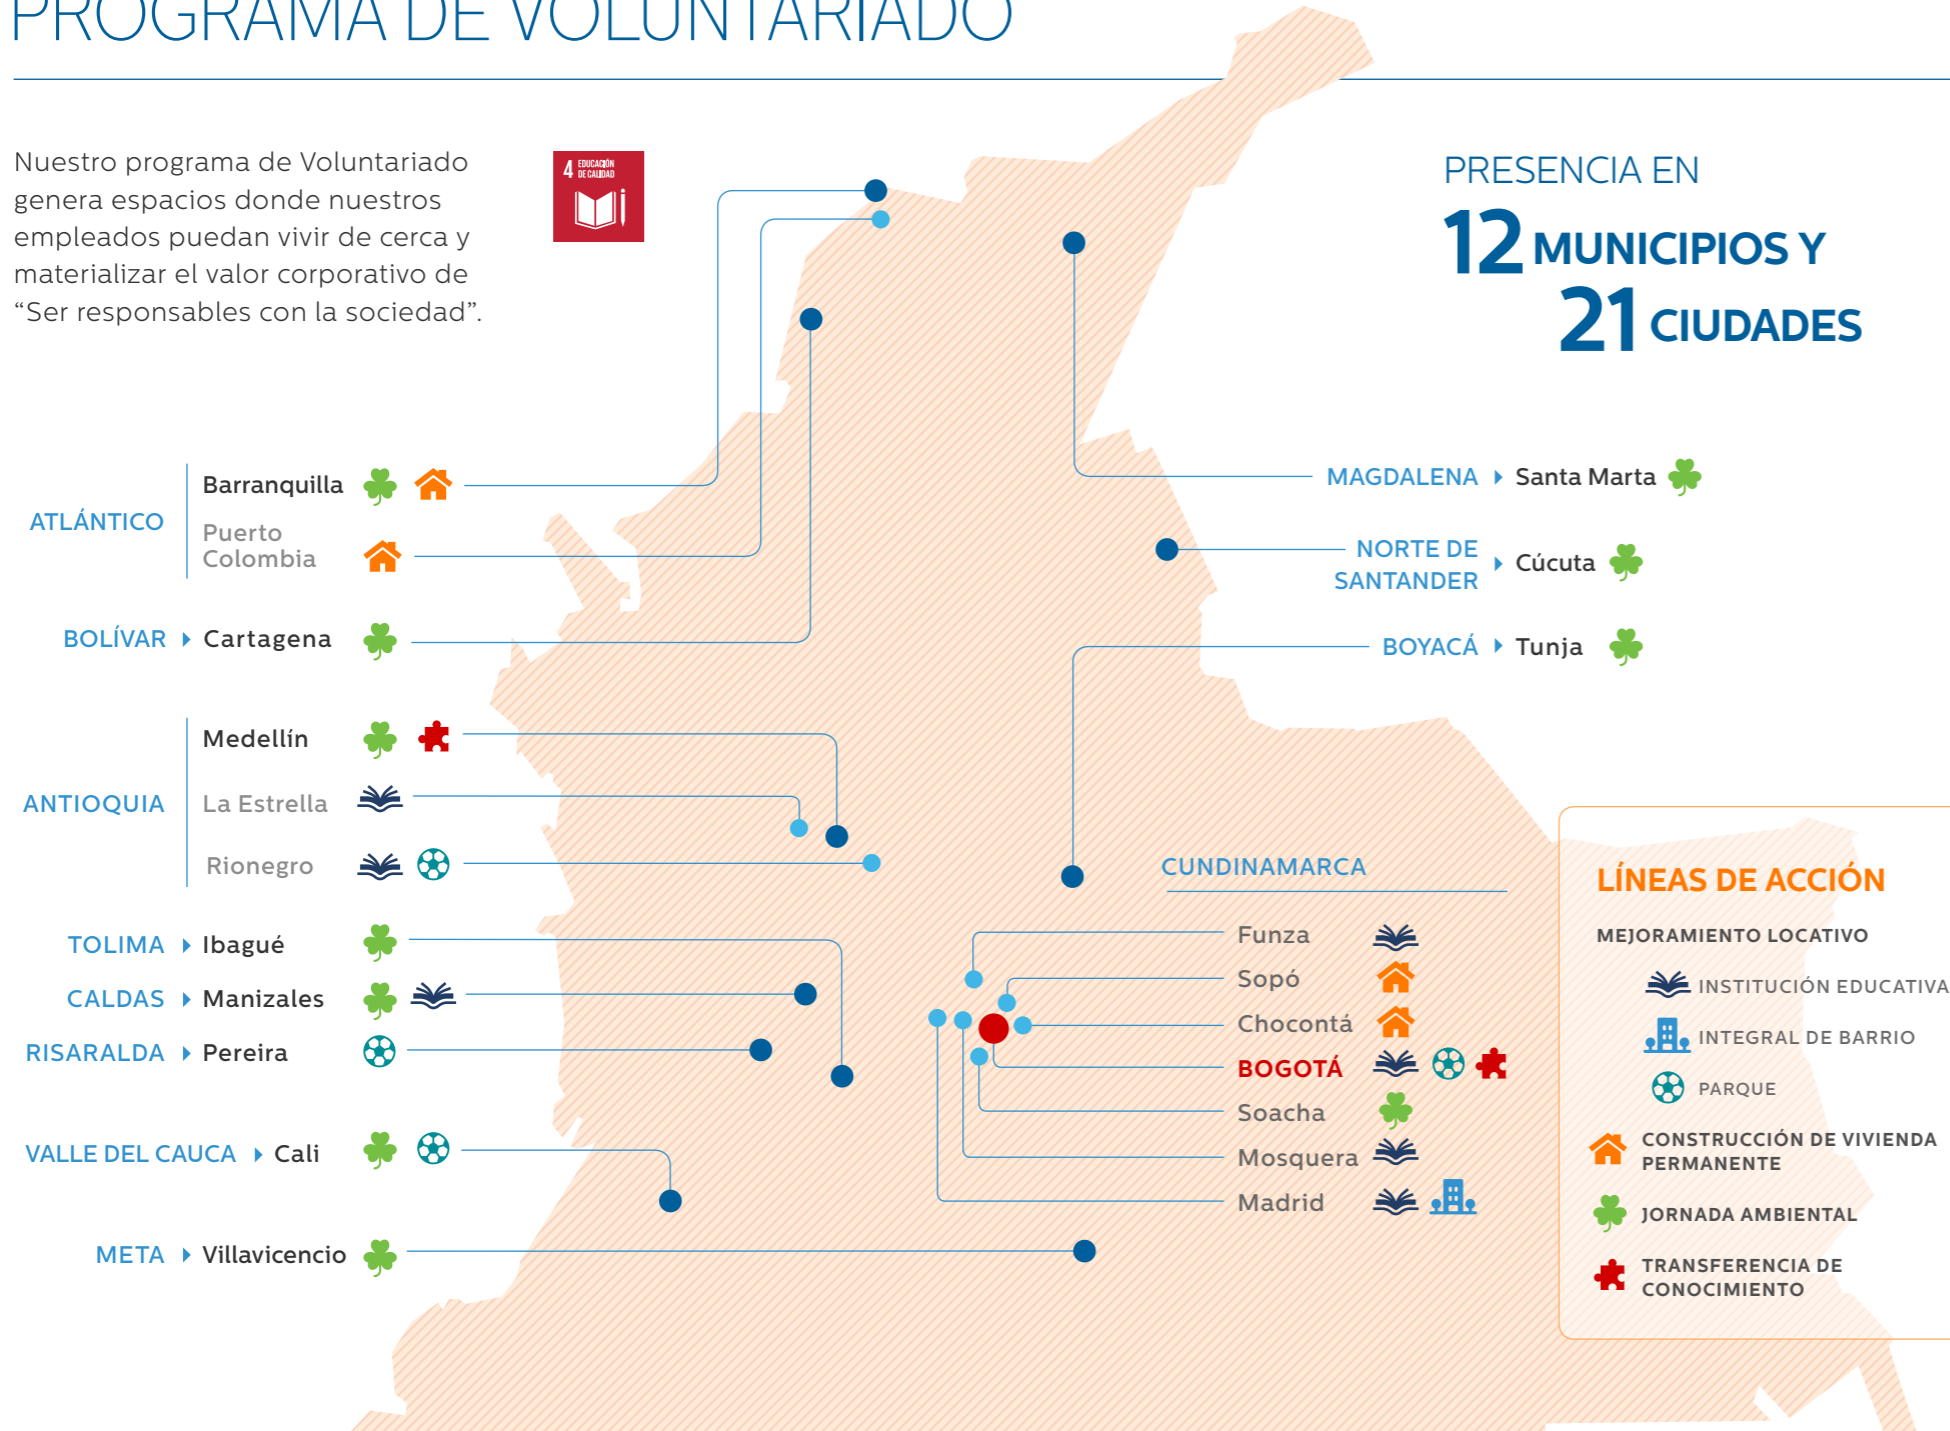 PROGRAMA DE VOLUNTARIADO
Nuestro programa de Voluntariado
genera espacios donde nuestros
empleados puedan vivir de cerca y
materializar el valor corporativo de
“Ser responsables con la sociedad”.
4 EDUCACIÓN
DE CALIDAD
PRESENCIA EN
12 MUNICIPIOS Y
21 CIUDADES
ATLÁNTICO
Barranquilla
Puerto
Colombia
BOLÍVAR
Cartagena
ANTIOQUIA
Medellín
La Estrella
Rionegro
TOLIMA
Ibagué
CALDAS
Manizales
RISARALDA
Pereira
VALLE DEL CAUCA
Cali
META
Villavicencio
MAGDALENA
Santa Marta
NORTE DE
SANTANDER
Cúcuta
BOYACÁ
Tunja
CUNDINAMARCA
Funza
Sopó
Chocontá
BOGOTÁ
Soacha
Mosquera
Madrid
LÍNEAS DE ACCIÓN
MEJORAMIENTO LOCATIVO
INSTITUCIÓN EDUCATIVA
INTEGRAL DE BARRIO
PARQUE
CONSTRUCCIÓN DE VIVIENDA
PERMANENTE
JORNADA AMBIENTAL
TRANSFERENCIA DE
CONOCIMIENTO